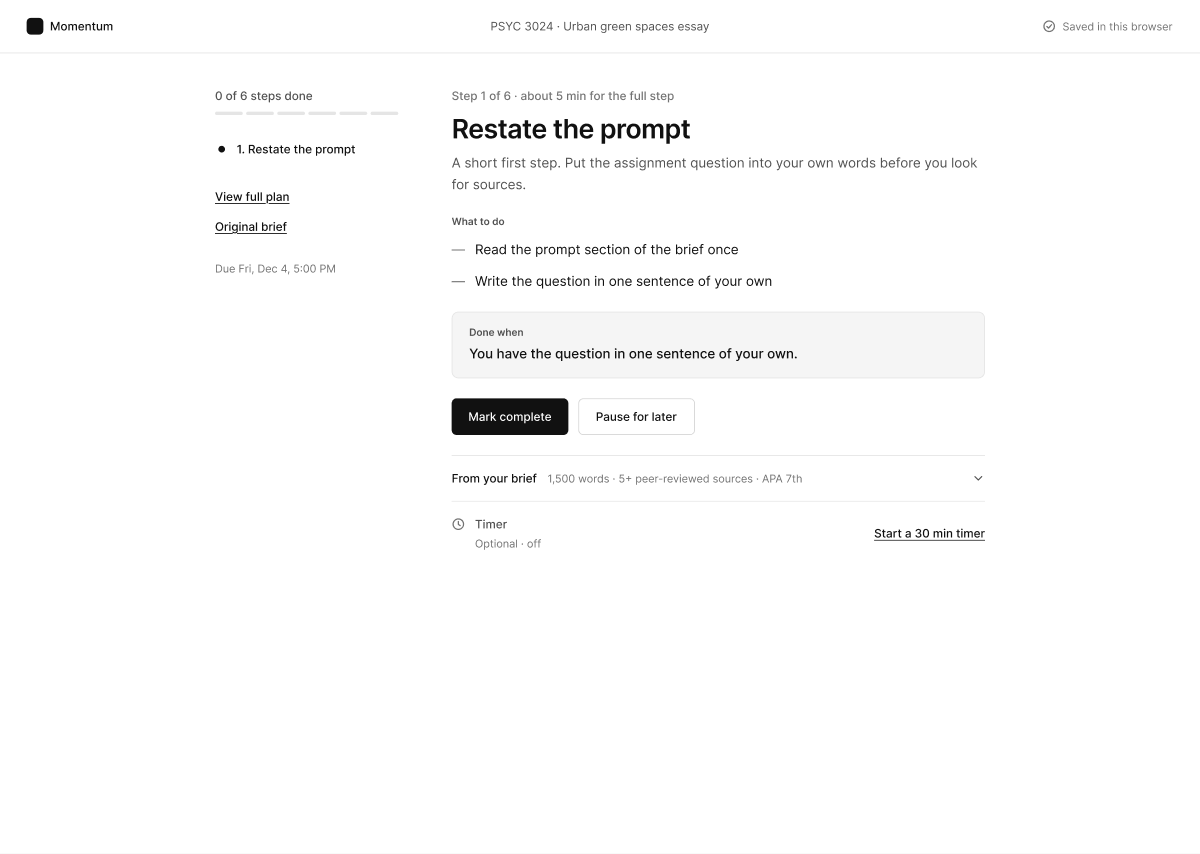 Momentum
PSYC 3024 · Urban green spaces essay
Saved in this browser
0 of 6 steps done
1. Restate the prompt
View full plan
Original brief
Due Fri, Dec 4, 5:00 PM
Step 1 of 6 · about 5 min for the full step
Restate the prompt
A short first step. Put the assignment question into your own words before you look
for sources.
What to do
— Read the prompt section of the brief once
— Write the question in one sentence of your own
Done when
You have the question in one sentence of your own.
Mark complete
Pause for later
From your brief 1,500 words · 5+ peer-reviewed sources · APA 7th
Timer
Optional · off
Start a 30 min timer